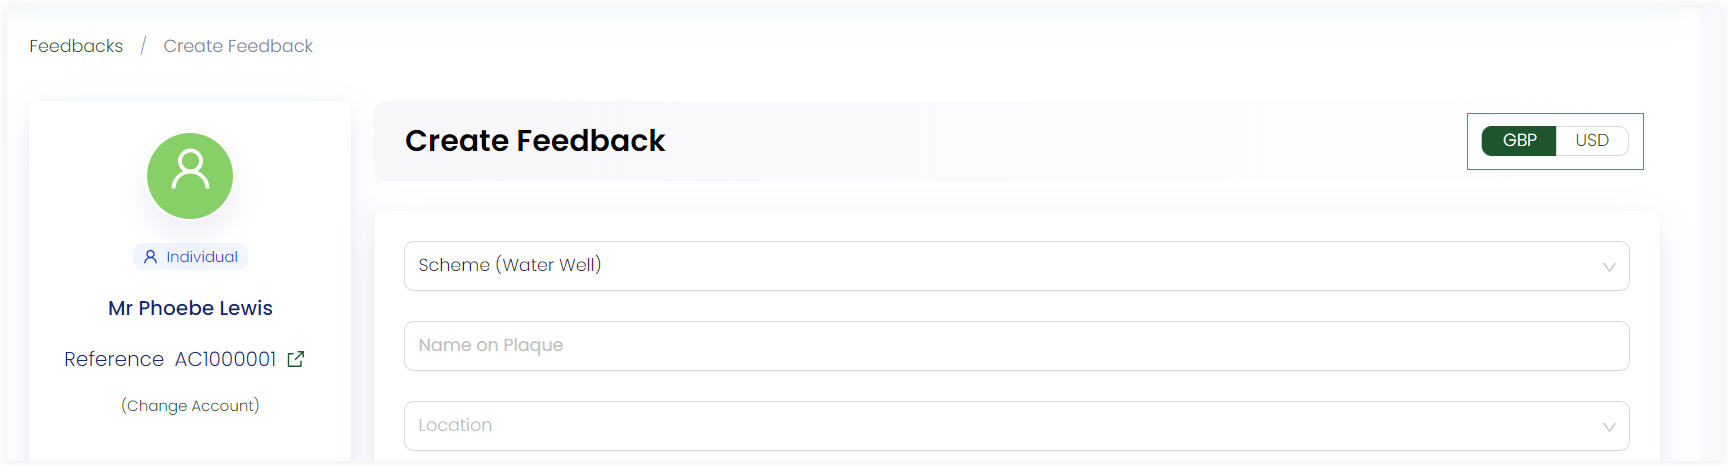 Feedbacks / Create Feedback
Individual
Mr Phoebe Lewis
Reference AC1000001
(Change Account)
Create Feedback
GBP USD
Scheme (Water Well)
Name on Plaque
Location